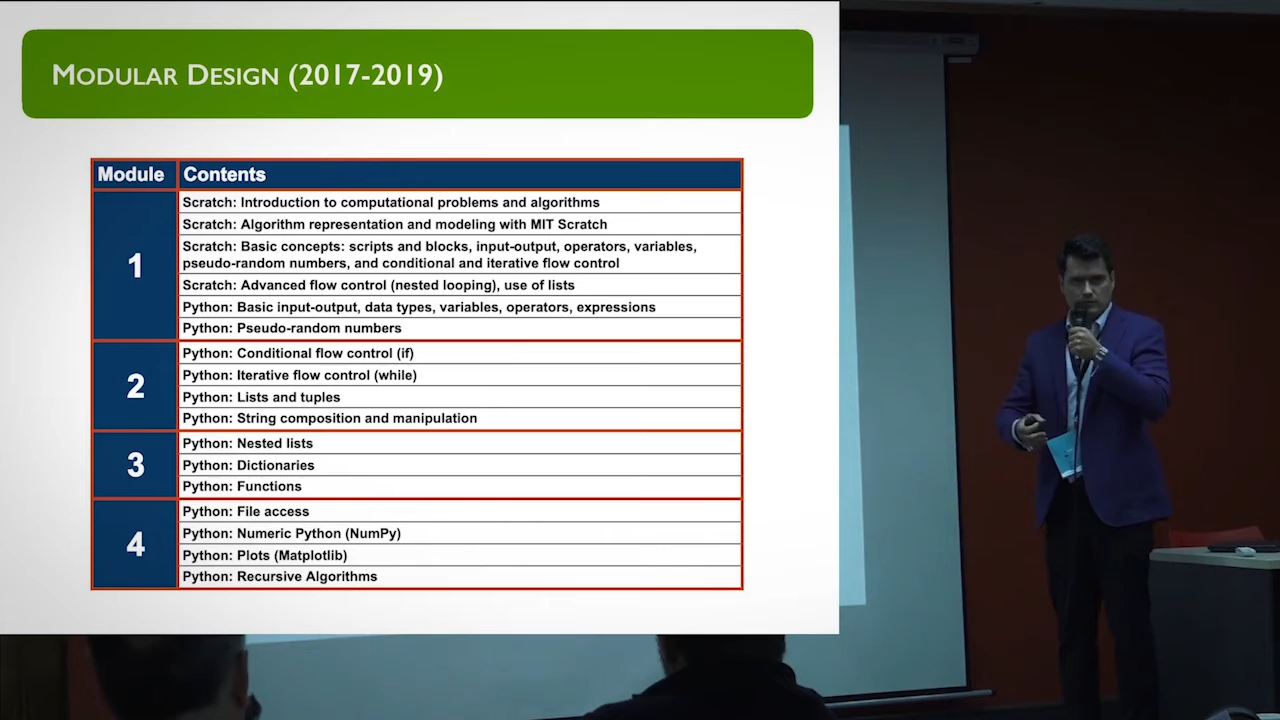 MODULAR DESIGN (2017-2019)
Module Contents
1
Scratch: Introduction to computational problems and algorithms
Scratch: Algorithm representation and modeling with MIT Scratch
Scratch: Basic concepts: scripts and blocks, input-output, operators, variables,
pseudo-random numbers, and conditional and iterative flow control
Scratch: Advanced flow control (nested looping), use of lists
Python: Basic input-output, data types, variables, operators, expressions
Python: Pseudo-random numbers
2
Python: Conditional flow control (if)
Python: Iterative flow control (while)
Python: Lists and tuples
Python: String composition and manipulation
3
Python: Nested lists
Python: Dictionaries
Python: Functions
4
Python: File access
Python: Numeric Python (NumPy)
Python: Plots (Matplotlib)
Python: Recursive Algorithms